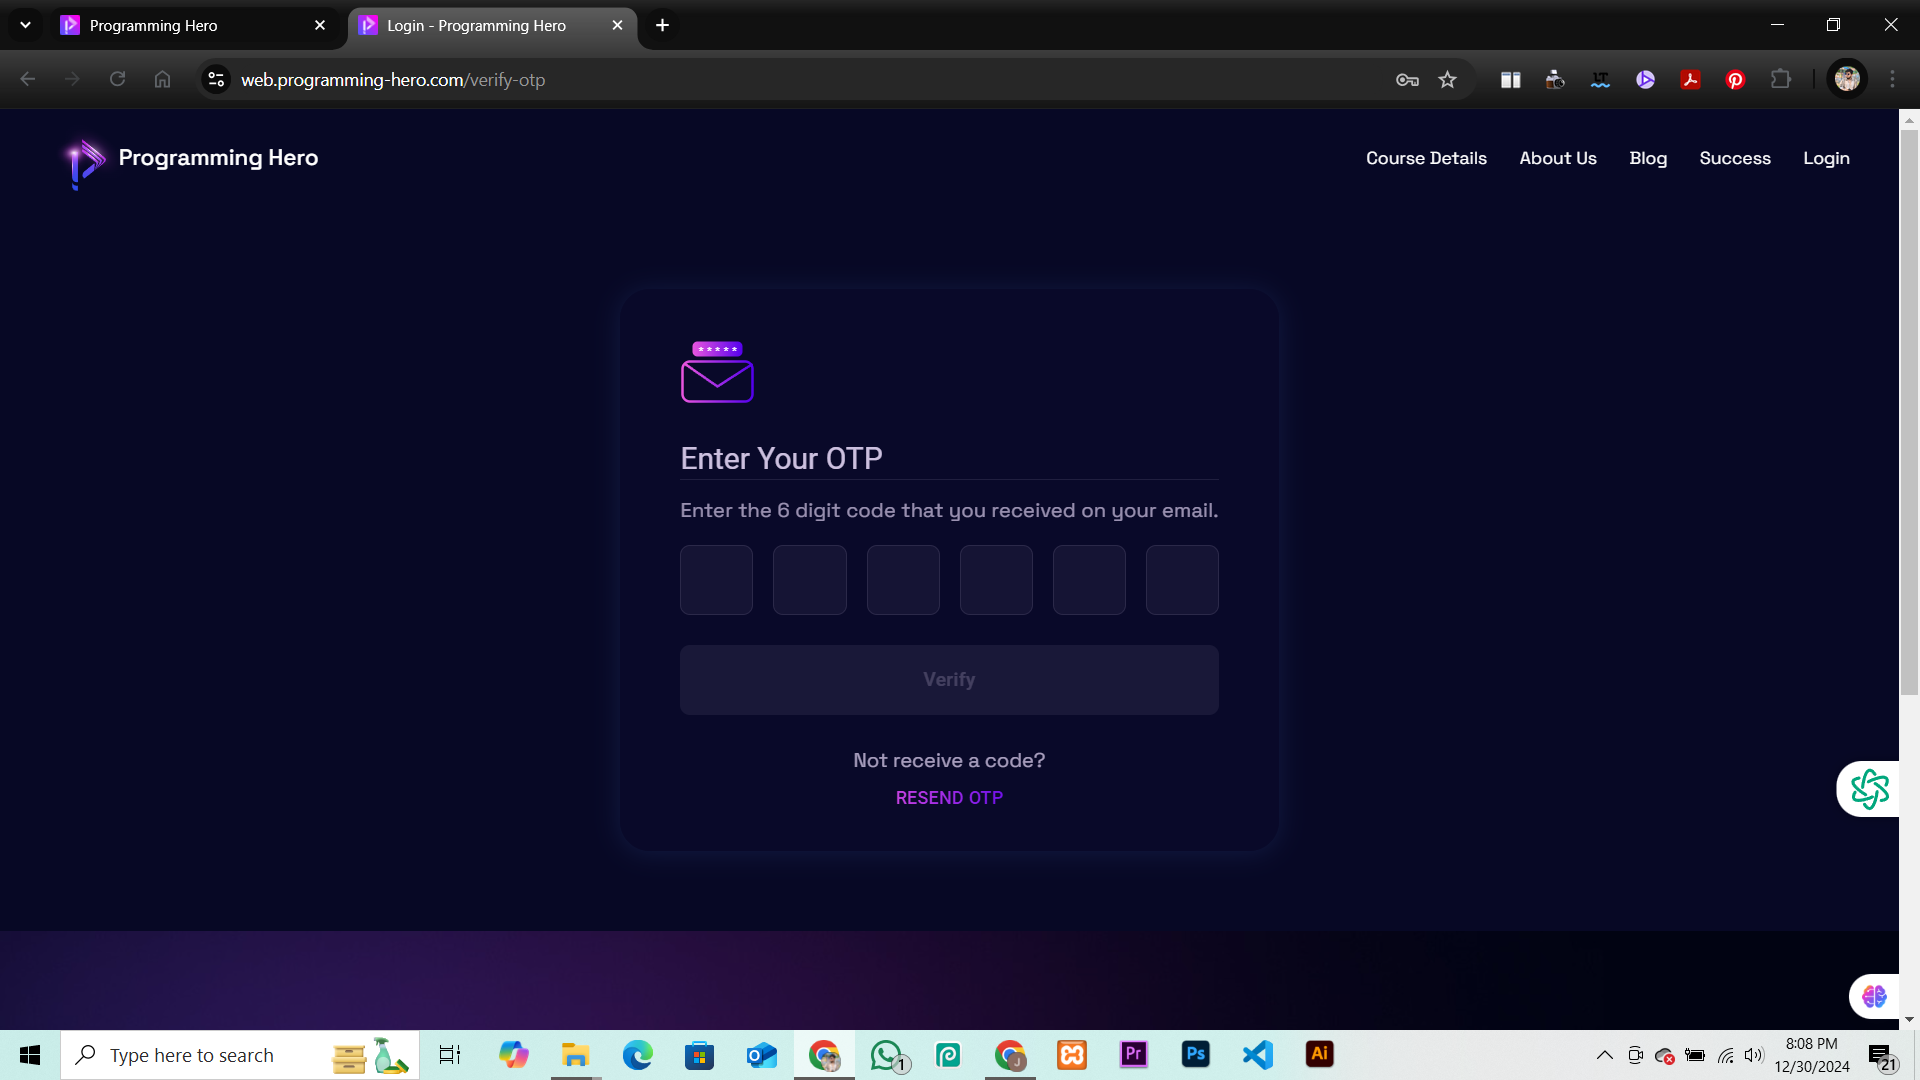 Programming Hero
Login - Programming Hero
web.programming-hero.com/verify-otp
Programming Hero
Course Details
About Us
Blog
Success
Login
*****
Enter Your OTP
Enter the 6 digit code that you received on your email.
Verify
Not receive a code?
RESEND OTP
Type here to search
1
J
Pr
Ps
Ai
8:08 PM
12/30/2024
21